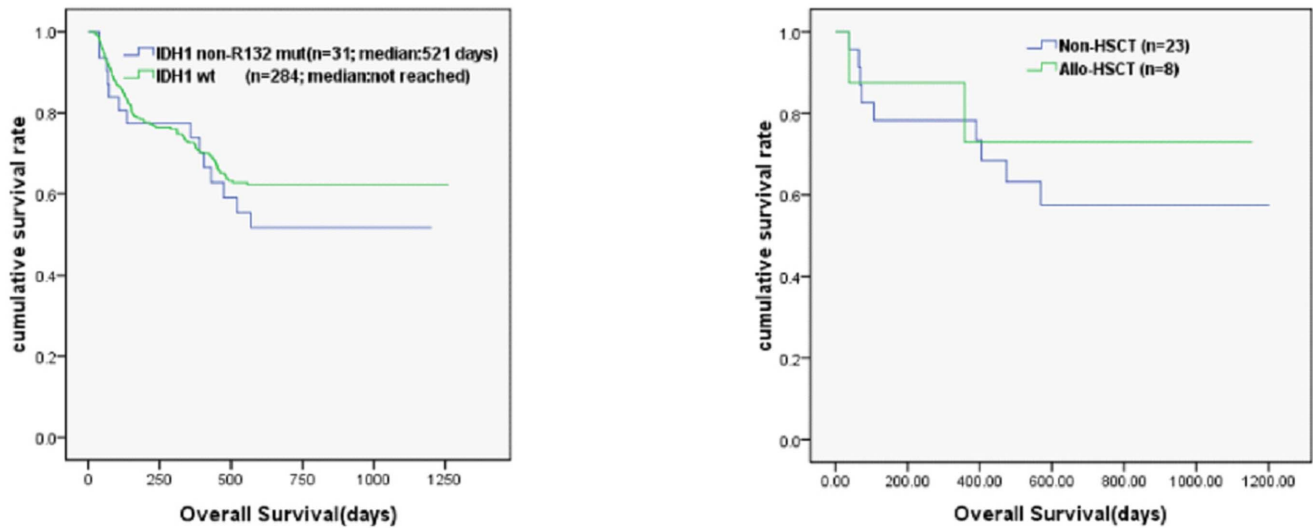 1.0
0.8
0.6
0.4
0.2
0.0
cumulative survival rate
IDH1 non-R132 mut(n=31; median:521 days)
IDH1 wt (n=284; median:not reached)
0 250 500 750 1000 1250
Overall Survival(days)
1.0
0.8
0.6
0.4
0.2
0.0
cumulative survival rate
Non-HSCT (n=23)
Allo-HSCT (n=8)
0.00 200.00 400.00 600.00 800.00 1000.00 1200.00
Overall Survival(days)